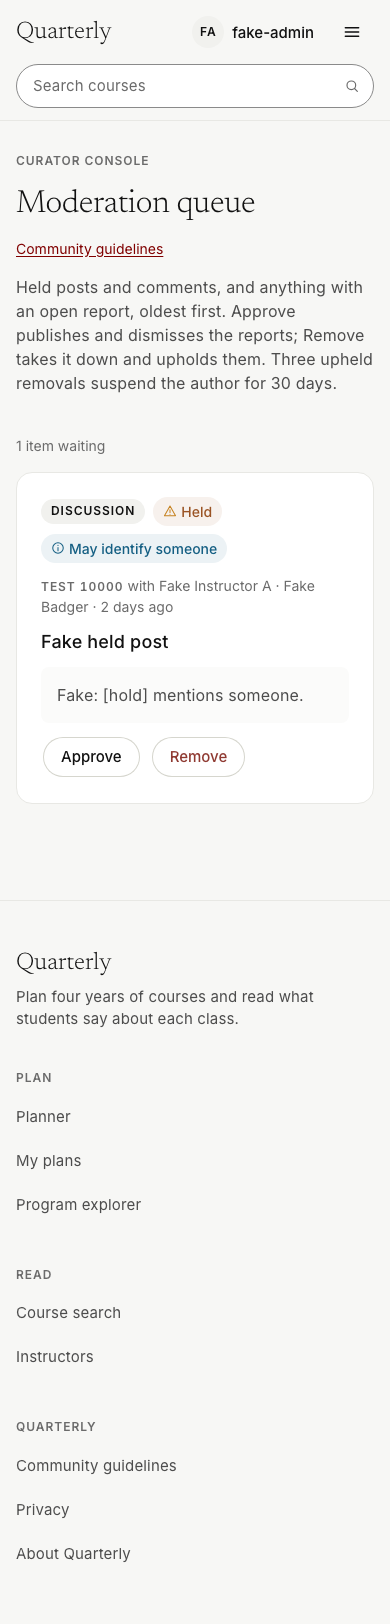 Quarterly
FA fake-admin
Search courses
CURATOR CONSOLE
Moderation queue
Community guidelines
Held posts and comments, and anything with
an open report, oldest first. Approve
publishes and dismisses the reports; Remove
takes it down and upholds them. Three upheld
removals suspend the author for 30 days.
1 item waiting
DISCUSSION Held
May identify someone
TEST 10000 with Fake Instructor A · Fake
Badger · 2 days ago
Fake held post
Fake: [hold] mentions someone.
Approve Remove
Quarterly
Plan four years of courses and read what
students say about each class.
PLAN
Planner
My plans
Program explorer
READ
Course search
Instructors
QUARTERLY
Community guidelines
Privacy
About Quarterly